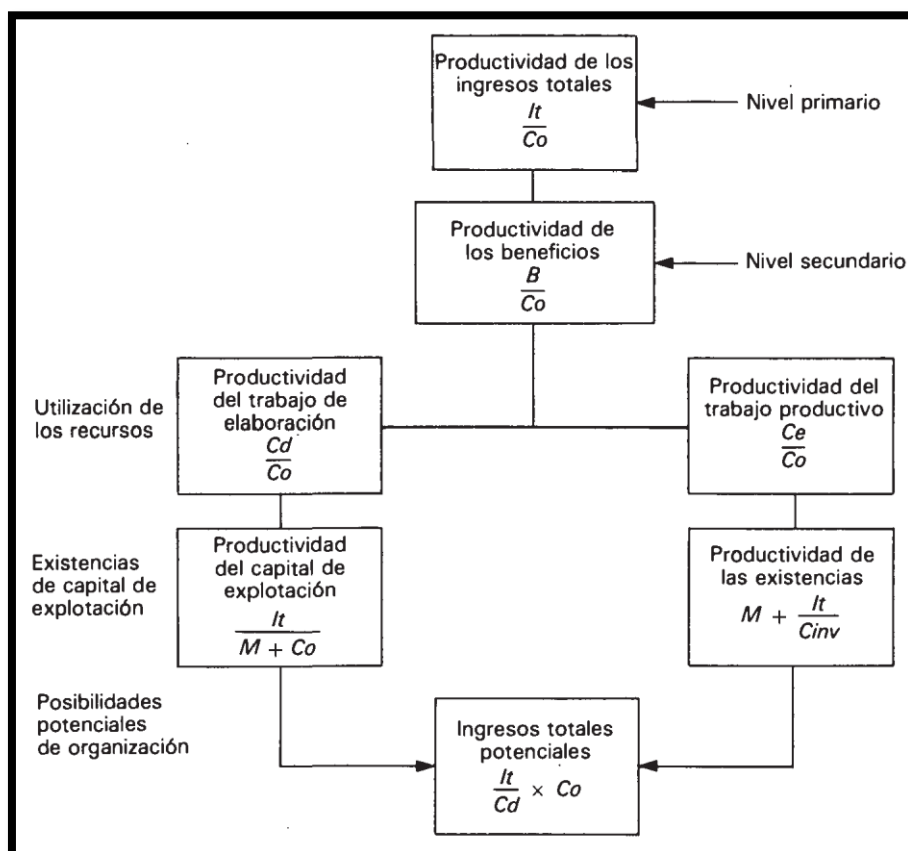 Productividad de los
ingresos totales
It
Co
Nivel primario
Productividad de
los beneficios
B
Co
Nivel secundario
Utilización de
los recursos
Productividad
del trabajo de
elaboración
Cd
Co
Productividad del
trabajo productivo
Ce
Co
Existencias
de capital de
explotación
Productividad
del capital de
explotación
It
M + Co
Productividad de
las existencias
M + It
Cinv
Posibilidades
potenciales
de organización
Ingresos totales
potenciales
It
Cd × Co